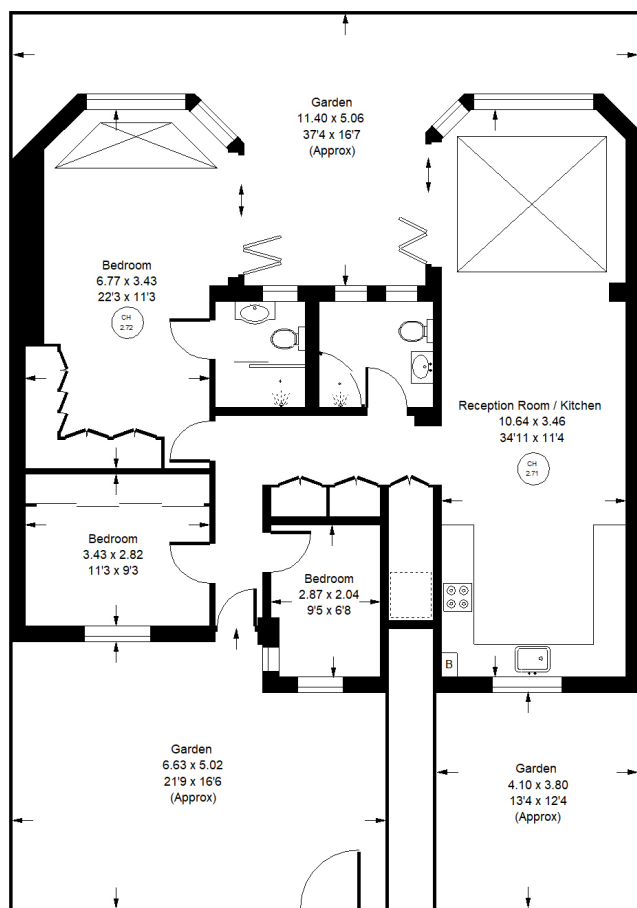 Garden
11.40 x 5.06
37'4 x 16'7
(Approx)
Bedroom
6.77 x 3.43
22'3 x 11'3
CH
2.72
Reception Room / Kitchen
10.64 x 3.46
34'11 x 11'4
CH
2.71
Bedroom
3.43 x 2.82
11'3 x 9'3
Bedroom
2.87 x 2.04
9'5 x 6'8
B
Garden
6.63 x 5.02
21'9 x 16'6
(Approx)
Garden
4.10 x 3.80
13'4 x 12'4
(Approx)